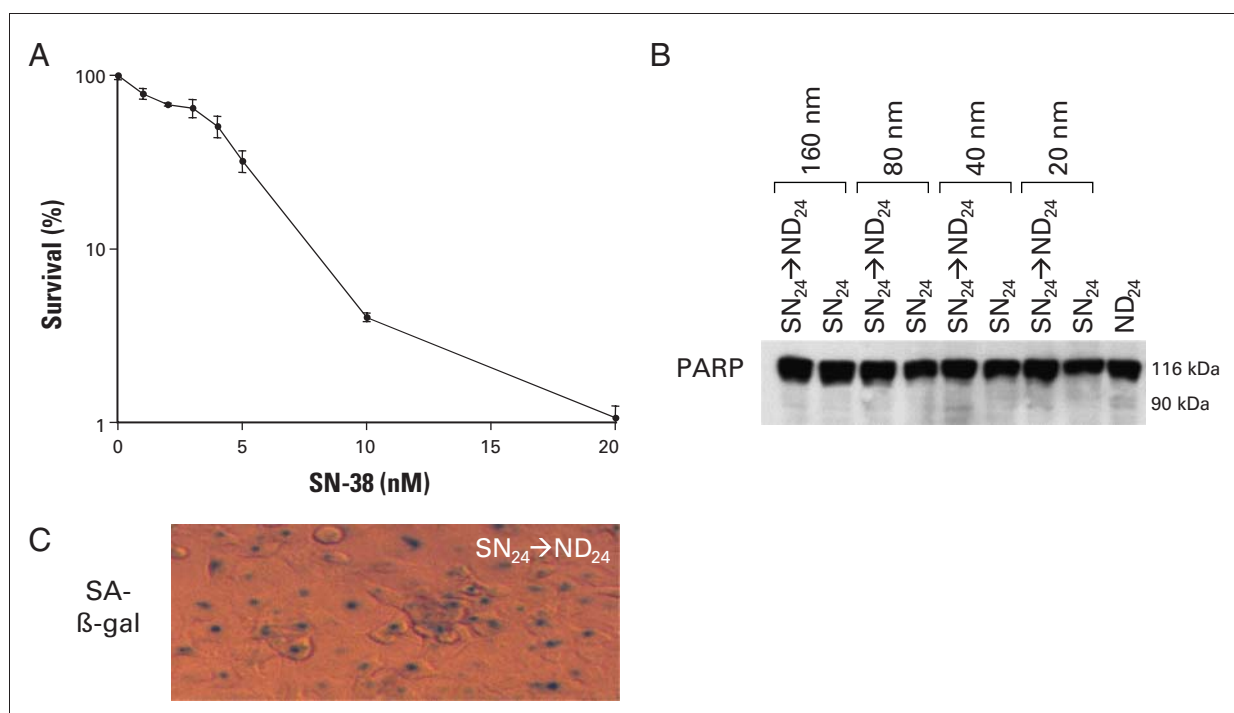 A
100
10
1
Survival (%)
0
5
10
15
20
SN-38 (nM)
B
160 nm
80 nm
40 nm
20 nm
SN24→ND24
SN24
SN24→ND24
SN24
SN24→ND24
SN24
SN24→ND24
SN24
ND24
PARP
116 kDa
90 kDa
C
SA-
ß-gal
SN24→ND24